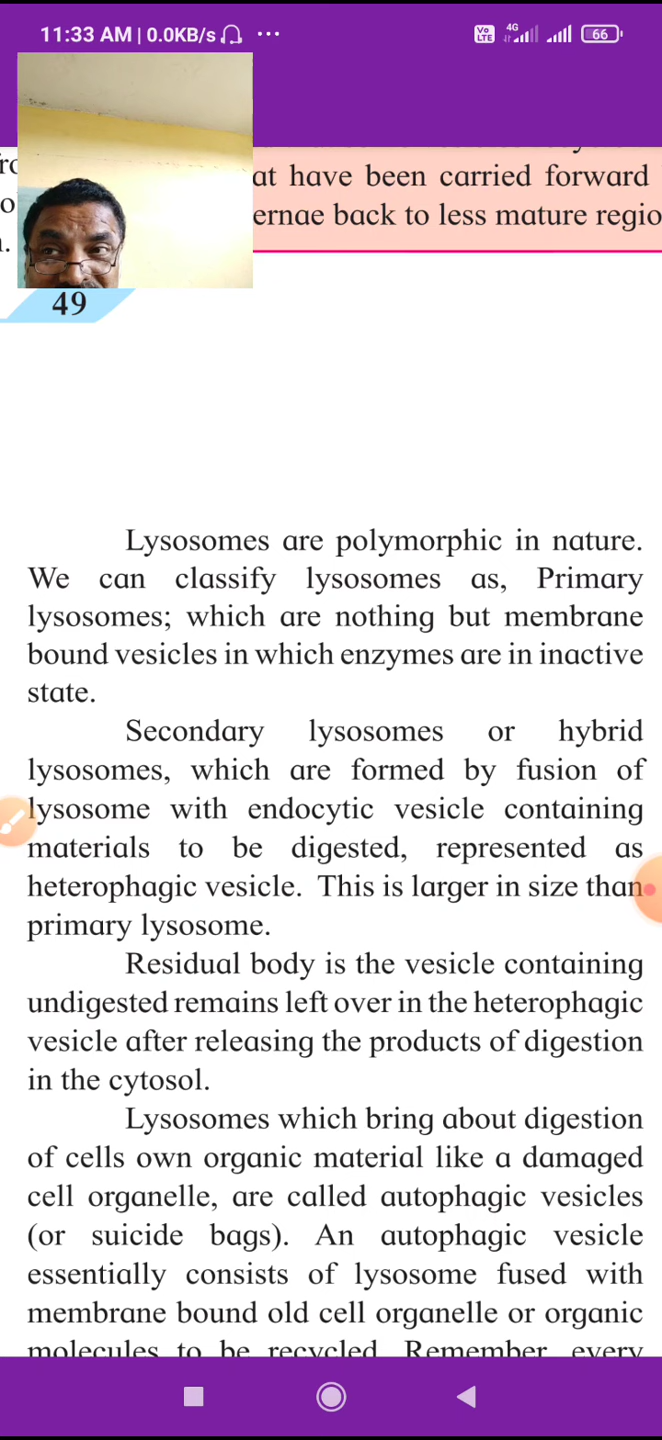 11:33 AM | 0.0KB/s
Vo LTE 4G 66
at have been carried forward
ernae back to less mature regio
49
Lysosomes are polymorphic in nature.
We can classify lysosomes as, Primary
lysosomes; which are nothing but membrane
bound vesicles in which enzymes are in inactive
state.
Secondary lysosomes or hybrid
lysosomes, which are formed by fusion of
lysosome with endocytic vesicle containing
materials to be digested, represented as
heterophagic vesicle. This is larger in size than
primary lysosome.
Residual body is the vesicle containing
undigested remains left over in the heterophagic
vesicle after releasing the products of digestion
in the cytosol.
Lysosomes which bring about digestion
of cells own organic material like a damaged
cell organelle, are called autophagic vesicles
(or suicide bags). An autophagic vesicle
essentially consists of lysosome fused with
membrane bound old cell organelle or organic
molecules to be recycled. Remember, every